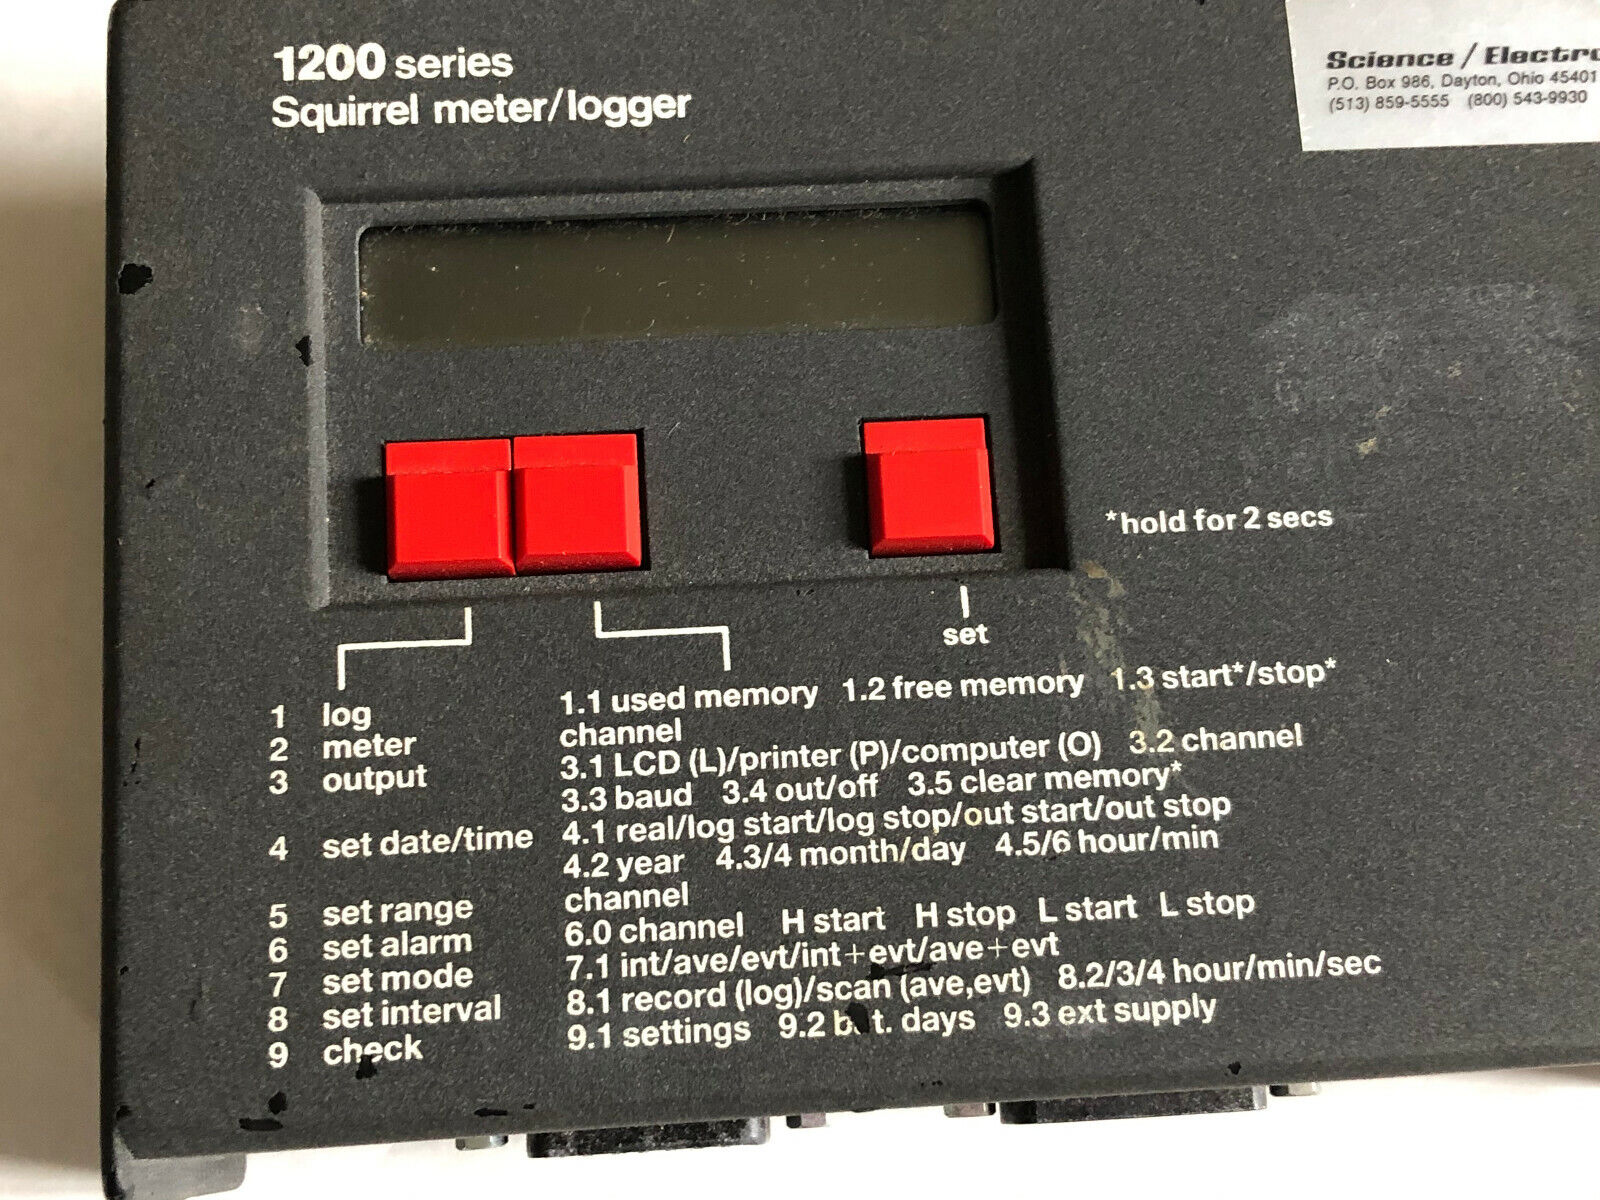 1200 series
Squirrel meter/logger
Science / Electro
P.O. Box 986, Dayton, Ohio 45401
(513) 859-5555 (800) 543-9930
*hold for 2 secs
set
1 log 1.1 used memory 1.2 free memory 1.3 start*/stop*
2 meter channel
3 output 3.1 LCD (L)/printer (P)/computer (O) 3.2 channel
3.3 baud 3.4 out/off 3.5 clear memory*
4 set date/time 4.1 real/log start/log stop/out start/out stop
4.2 year 4.3/4 month/day 4.5/6 hour/min
5 set range channel
6 set alarm 6.0 channel H start H stop L start L stop
7 set mode 7.1 int/ave/evt/int+evt/ave+evt
8 set interval 8.1 record (log)/scan (ave,evt) 8.2/3/4 hour/min/sec
9 check 9.1 settings 9.2 bat. days 9.3 ext supply